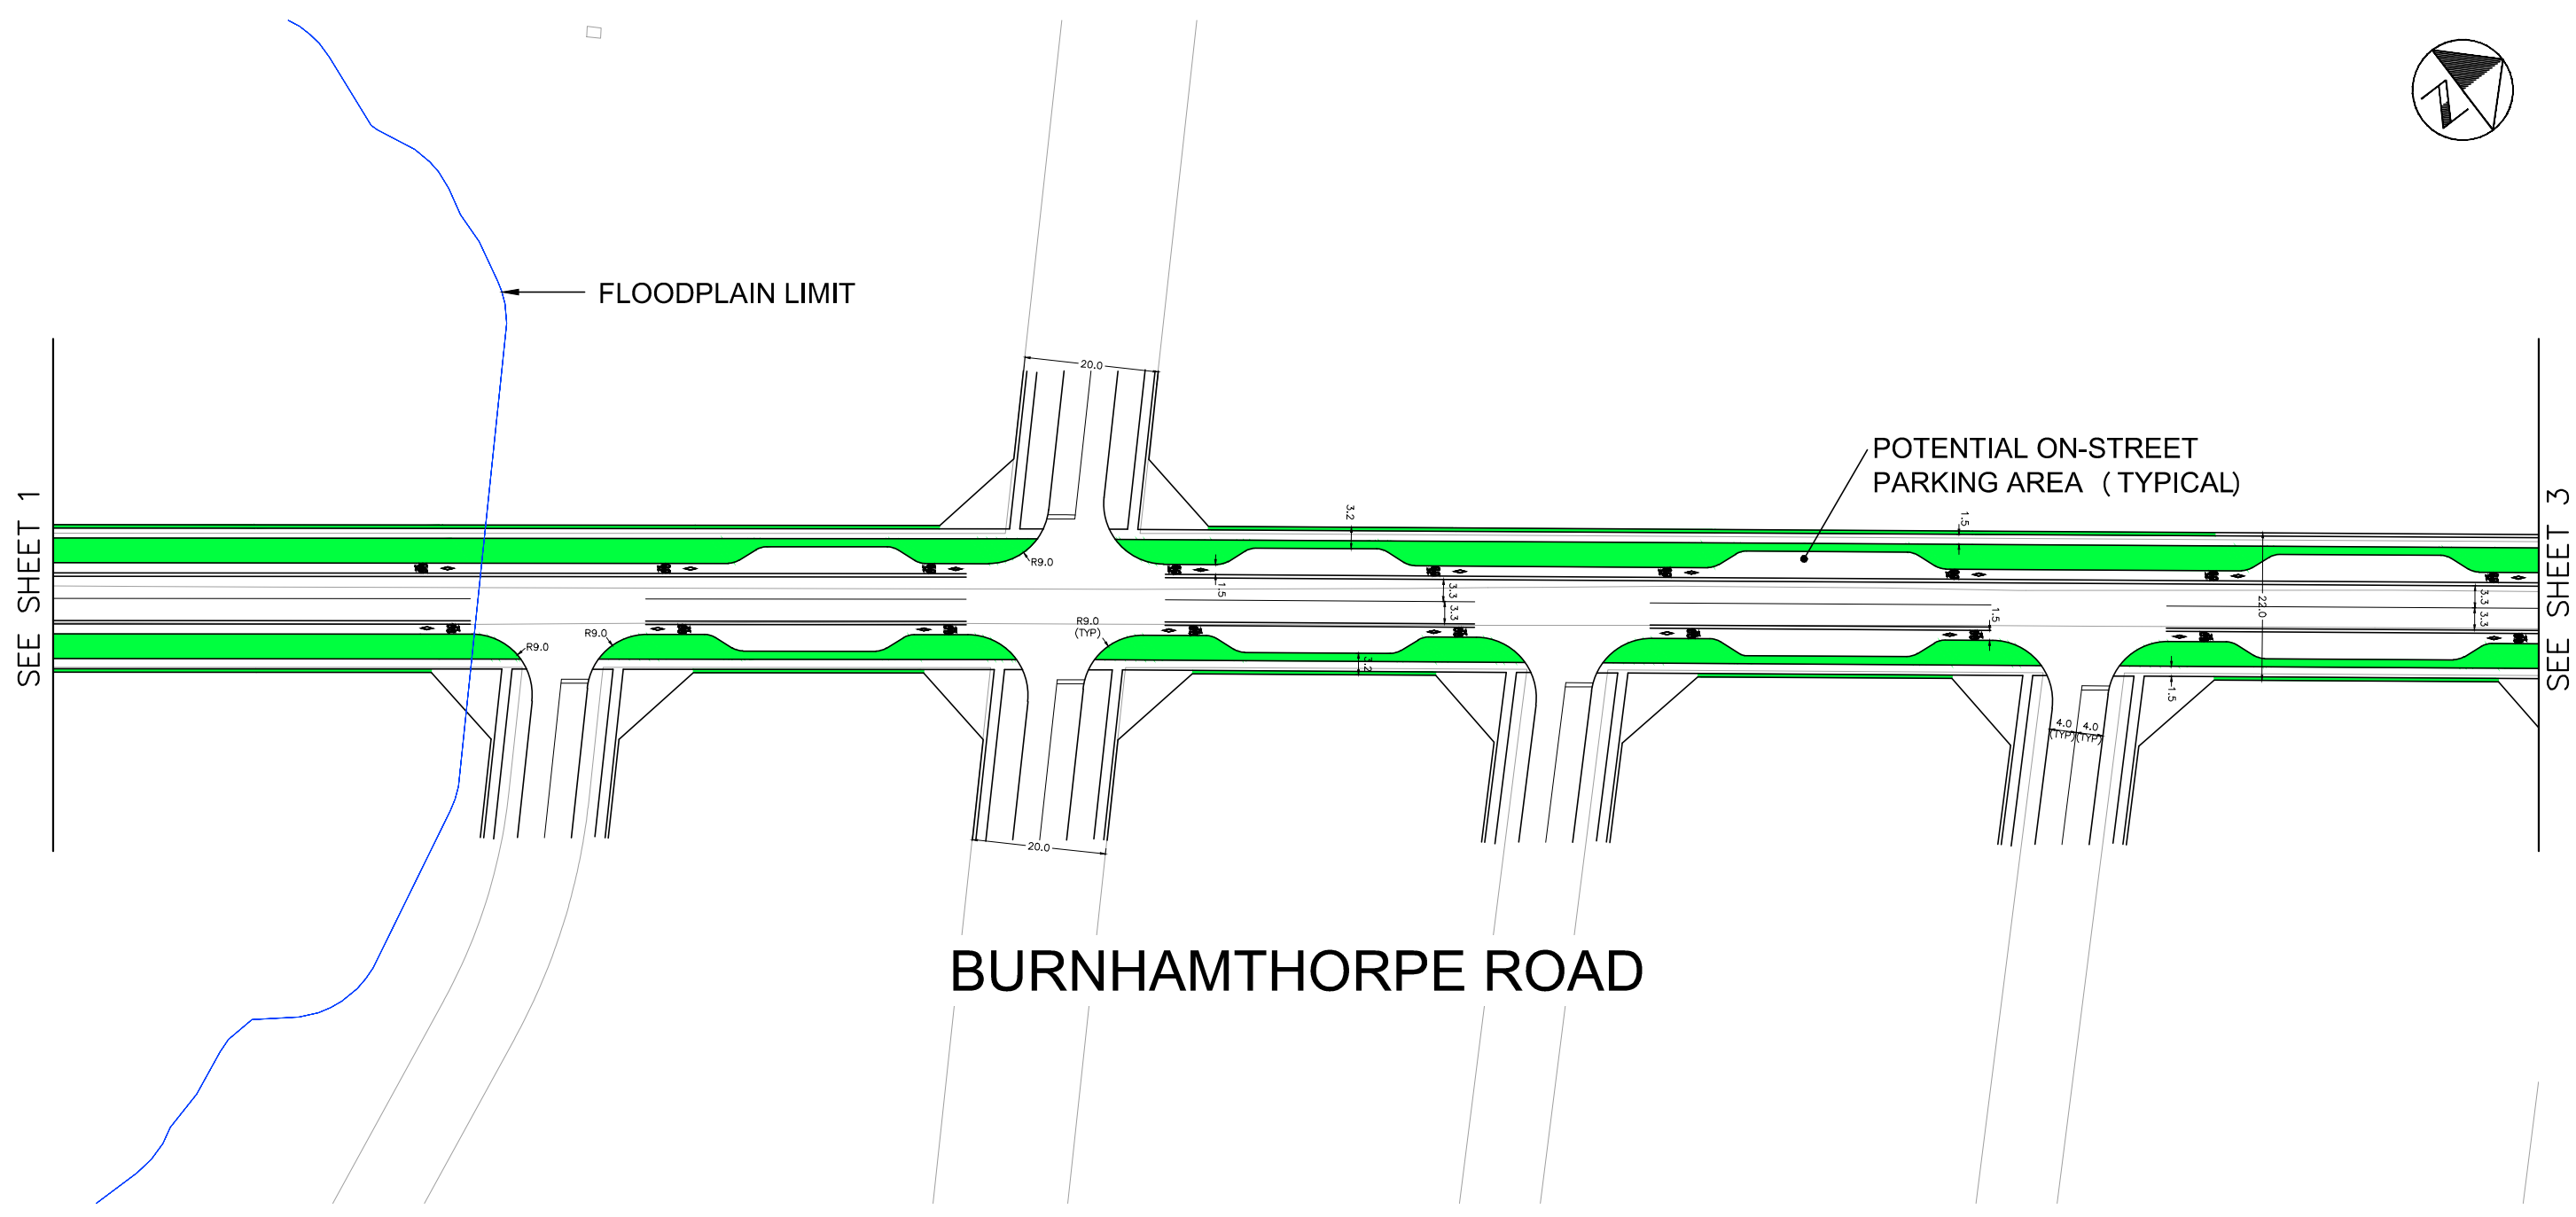 FLOODPLAIN LIMIT
20.0
POTENTIAL ON-STREET
PARKING AREA (TYPICAL)
SEE SHEET 1
SEE SHEET 3
3.2
1.5
R9.0
1.5
3.3
3.3
22.0
3.3
3.3
R9.0
R9.0
R9.0
(TYP)
1.5
3.2
1.5
4.0
(TYP)
4.0
(TYP)
20.0
BURNHAMTHORPE ROAD